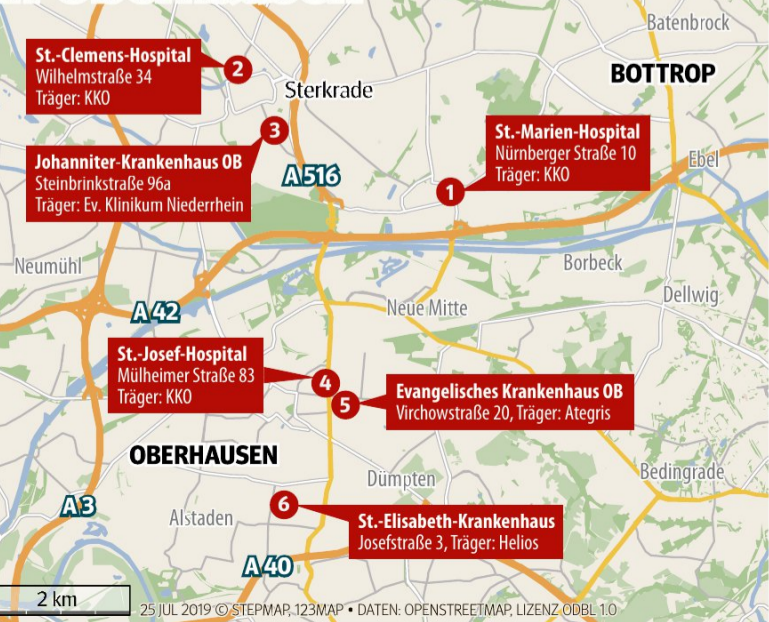 Batenbrock
St.-Clemens-Hospital
Wilhelmstraße 34
Träger: KKO
2
BOTTROP
Sterkrade
3
St.-Marien-Hospital
Nürnberger Straße 10
Träger: KKO
Johanniter-Krankenhaus OB
Steinbrinkstraße 96a
Träger: Ev. Klinikum Niederrhein
A 516
Ebel
1
Neumühl
Borbeck
Dellwig
A 42
Neue Mitte
St.-Josef-Hospital
Mülheimer Straße 83
Träger: KKO
4
5
Evangelisches Krankenhaus OB
Virchowstraße 20, Träger: Ategris
OBERHAUSEN
Dümpten
Bedingrade
A 3
Alstaden
6
St.-Elisabeth-Krankenhaus
Josefstraße 3, Träger: Helios
A 40
2 km
25 JUL 2019 © STEPMAP, 123MAP • DATEN: OPENSTREETMAP, LIZENZ ODBL 1.0